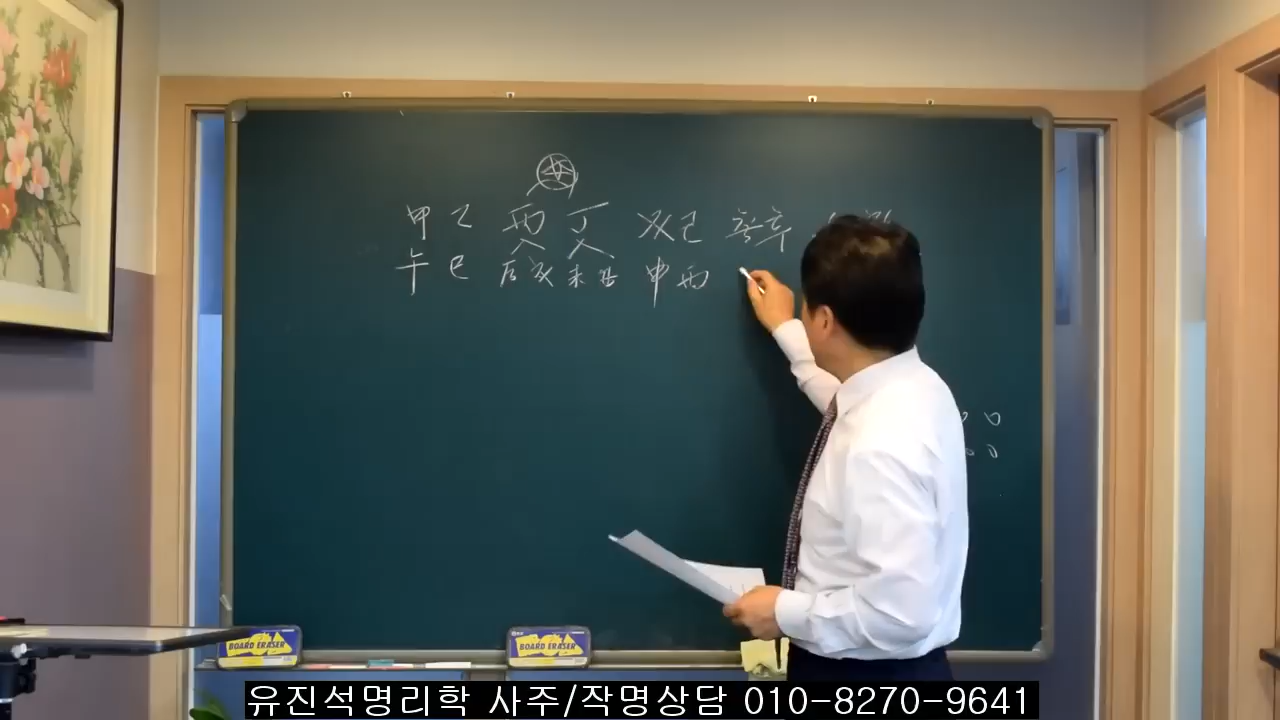 甲 乙 丙 丁 戊己 庚辛
午 巳 辰戌 未丑 申酉
BOARD ERASER
BOARD ERASER
유진석명리학 사주/작명상담 010-8270-9641